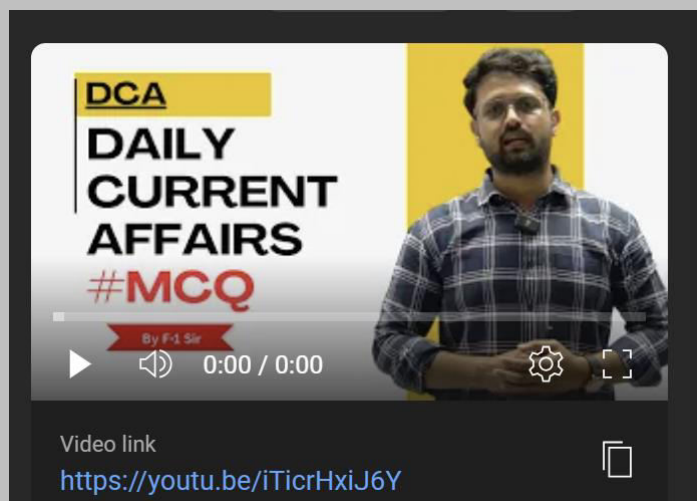 DCA
DAILY
CURRENT
AFFAIRS
#MCQ
By F-1 Sir
0:00 / 0:00
Video link
https://youtu.be/iTicrHxiJ6Y